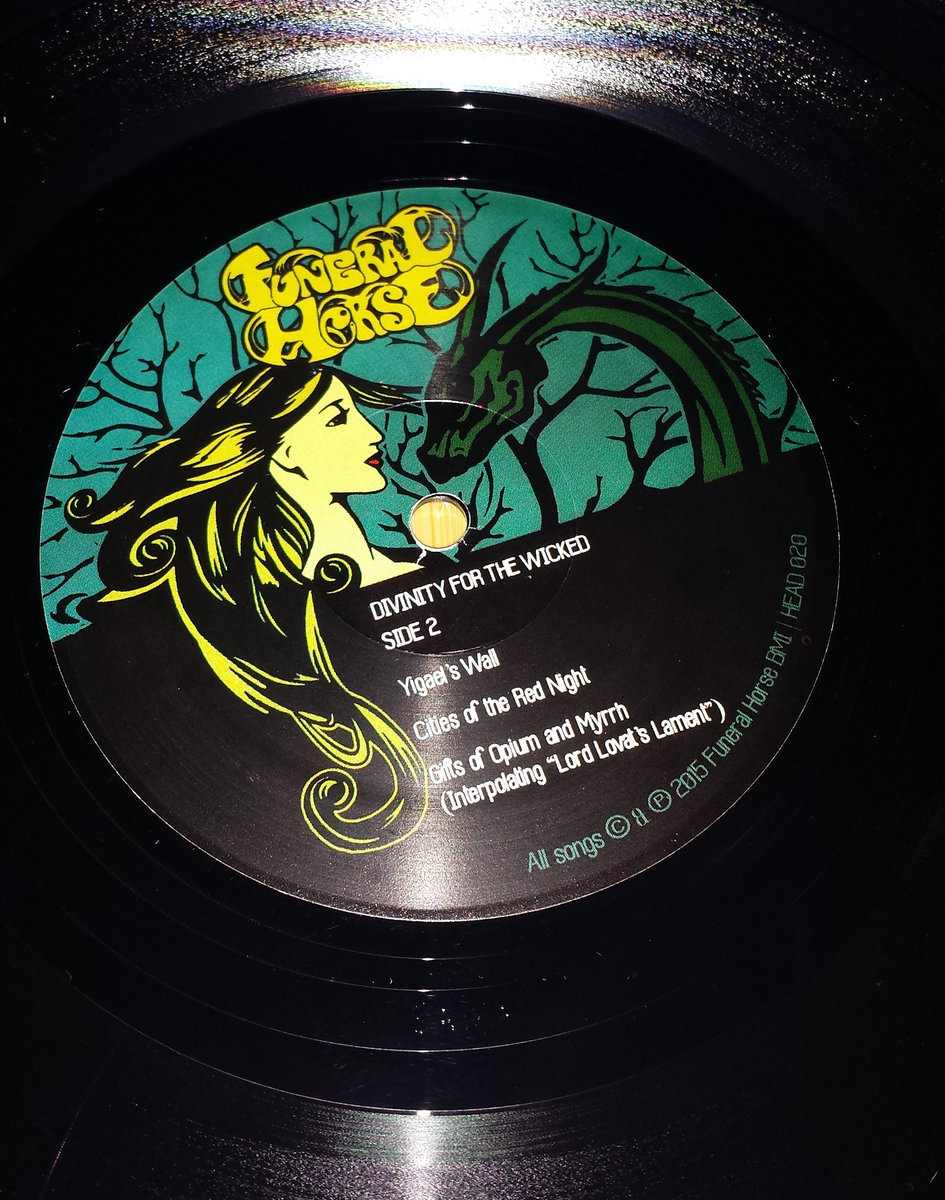 FUNERAL
HORSE
DIVINITY FOR THE WICKED
SIDE 2
Yigael's Wall
Cities of the Red Night
Gifts of Opium and Myrrh
(Interpolating "Lord Lovat's Lament")
All songs © & ℗ 2015 Funeral Horse BMI | HEAD 020